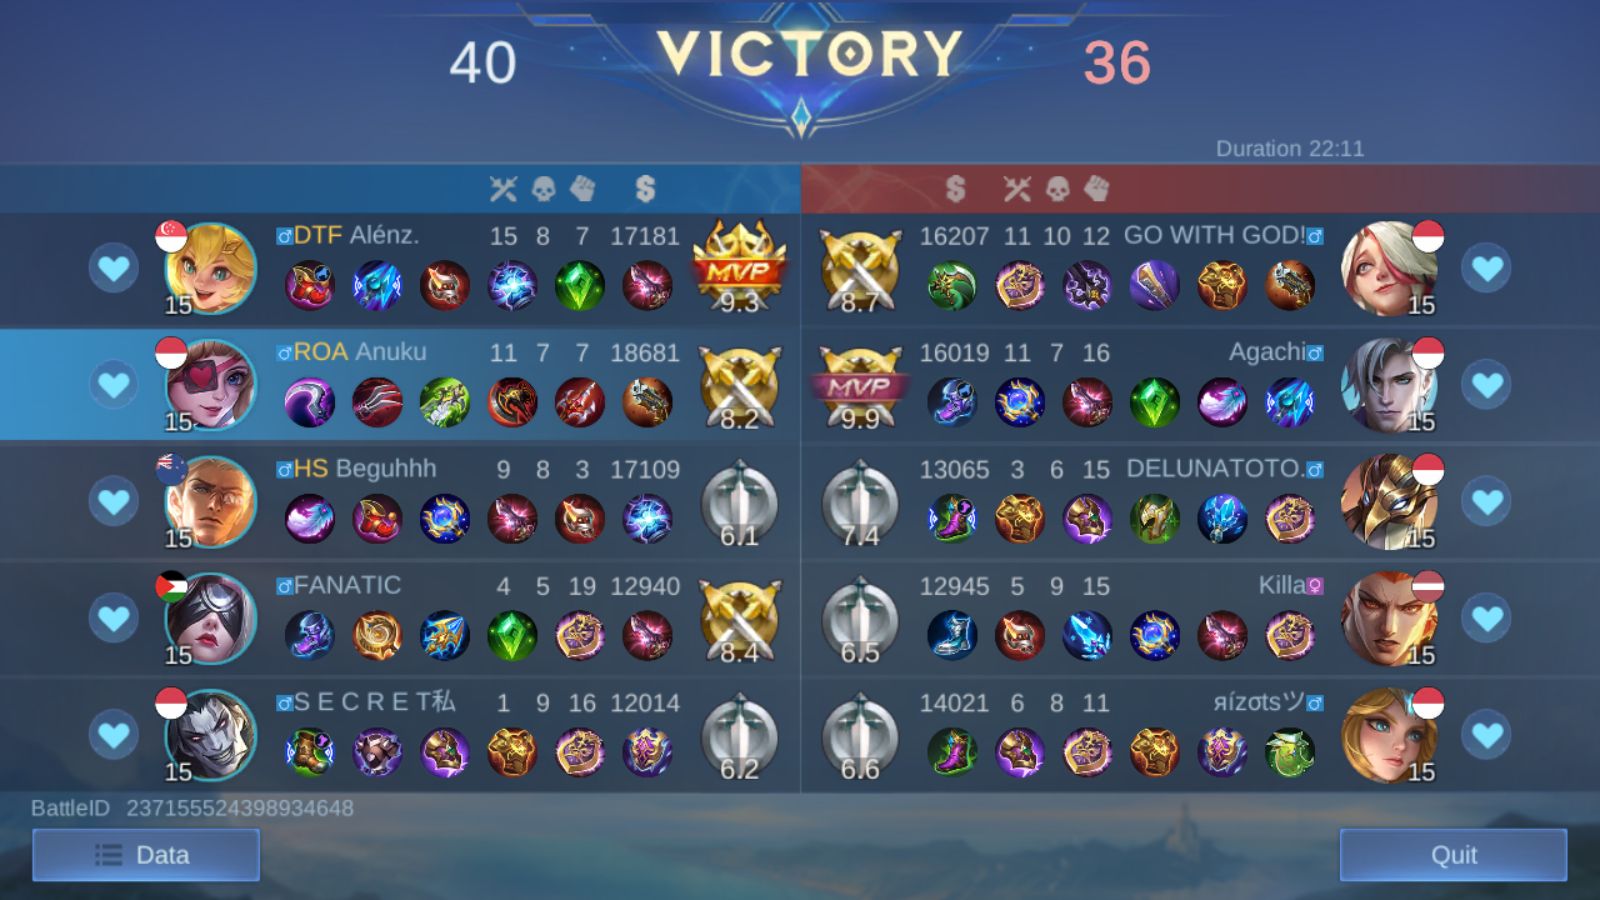 40 VICTORY 36
Duration 22:11
DTF Alénz. 15 8 7 17181 MVP 9.3 15
8.7 16207 11 10 12 GO WITH GOD! 15
ROA Anuku 11 7 7 18681 8.2 15
MVP 9.9 16019 11 7 16 Agachi 15
HS Beguhhh 9 8 3 17109 6.1 15
7.4 13065 3 6 15 DELUNATOTO. 15
FANATIC 4 5 19 12940 8.4 15
6.5 12945 5 9 15 Killa 15
S E C R E T私 1 9 16 12014 6.2 15
6.6 14021 6 8 11 яízσtsツ 15
BattleID 237155524398934648
Data
Quit